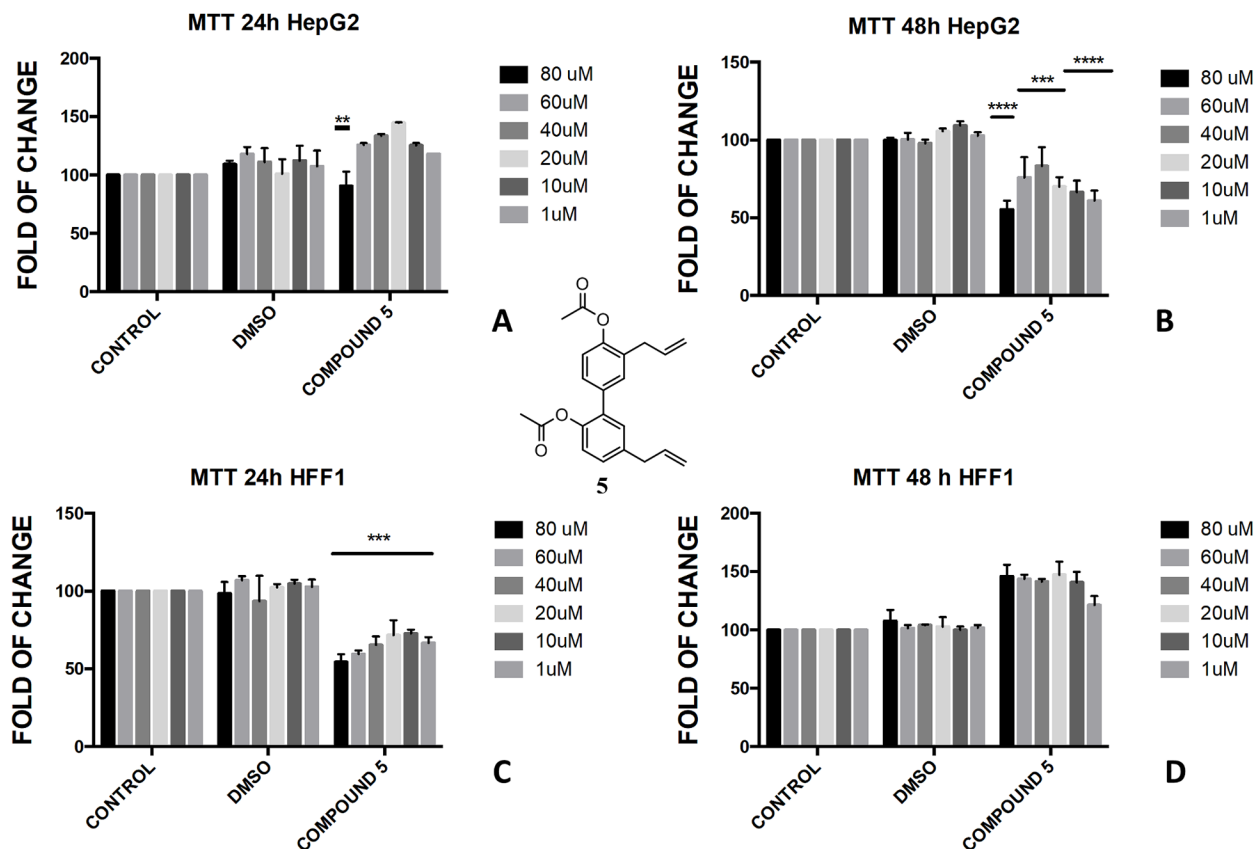 MTT 24h HepG2
FOLD OF CHANGE
200
150
100
50
0
CONTROL
DMSO
COMPOUND 5
**
80 uM
60uM
40uM
20uM
10uM
1uM
A
MTT 48h HepG2
FOLD OF CHANGE
150
100
50
0
CONTROL
DMSO
COMPOUND 5
****
***
****
80 uM
60uM
40uM
20uM
10uM
1uM
B
O
O
O
O
5
MTT 24h HFF1
FOLD OF CHANGE
150
100
50
0
CONTROL
DMSO
COMPOUND 5
***
80 uM
60uM
40uM
20uM
10uM
1uM
C
MTT 48 h HFF1
FOLD OF CHANGE
200
150
100
50
0
CONTROL
DMSO
COMPOUND 5
80 uM
60uM
40uM
20uM
10uM
1uM
D